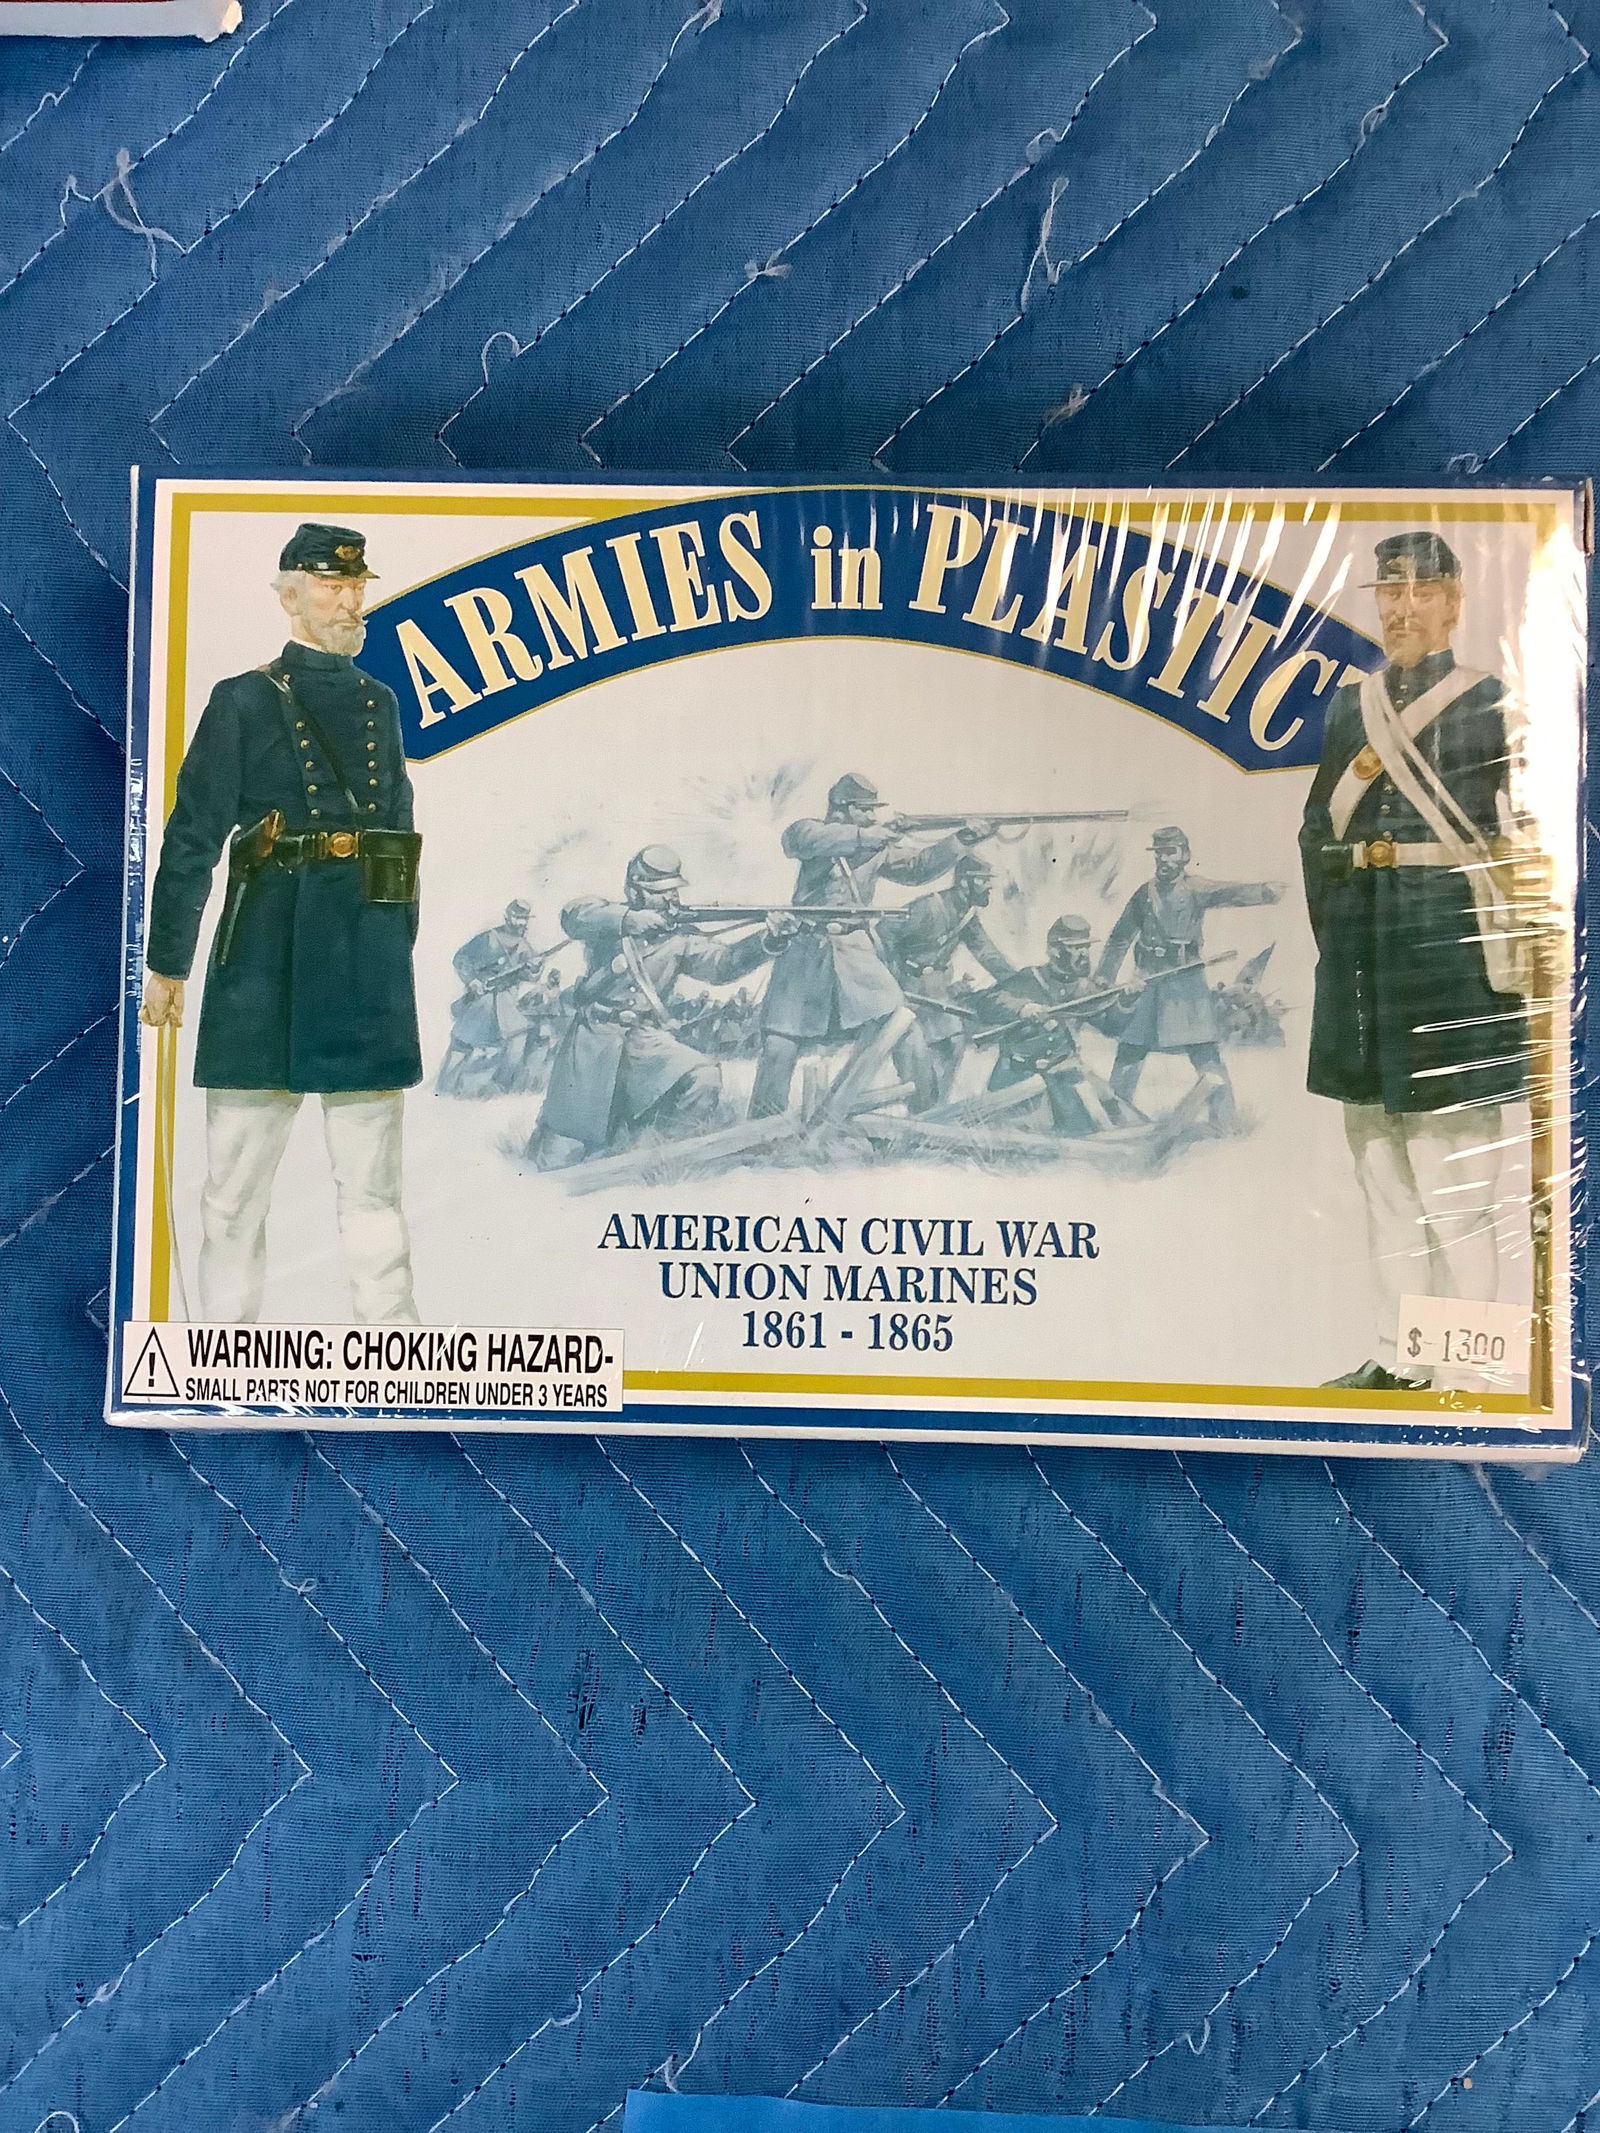 ARMIES in PLASTIC
AMERICAN CIVIL WAR
UNION MARINES
1861 - 1865
WARNING: CHOKING HAZARD-
SMALL PARTS NOT FOR CHILDREN UNDER 3 YEARS
$ 1300